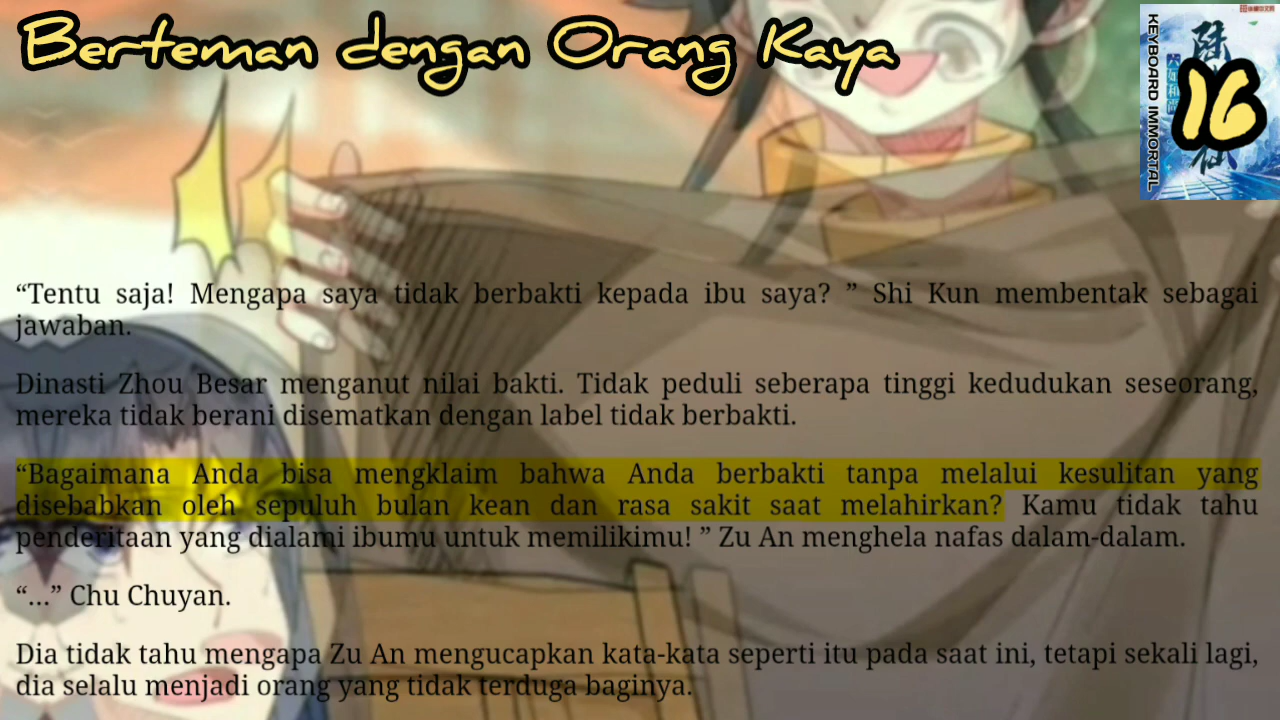 Berteman dengan Orang Kaya
KEYBOARD IMMORTAL
16
“Tentu saja! Mengapa saya tidak berbakti kepada ibu saya? ” Shi Kun membentak sebagai
jawaban.
Dinasti Zhou Besar menganut nilai bakti. Tidak peduli seberapa tinggi kedudukan seseorang,
mereka tidak berani disematkan dengan label tidak berbakti.
“Bagaimana Anda bisa mengklaim bahwa Anda berbakti tanpa melalui kesulitan yang
disebabkan oleh sepuluh bulan kean dan rasa sakit saat melahirkan? Kamu tidak tahu
penderitaan yang dialami ibumu untuk memilikimu! ” Zu An menghela nafas dalam-dalam.
“…” Chu Chuyan.
Dia tidak tahu mengapa Zu An mengucapkan kata-kata seperti itu pada saat ini, tetapi sekali lagi,
dia selalu menjadi orang yang tidak terduga baginya.